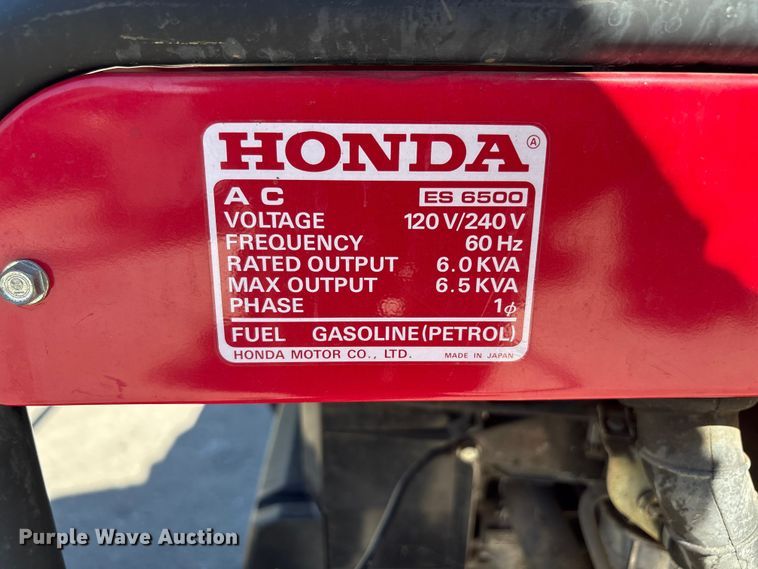 HONDA Ⓐ
AC ES 6500
VOLTAGE 120 V/240 V
FREQUENCY 60 Hz
RATED OUTPUT 6.0 KVA
MAX OUTPUT 6.5 KVA
PHASE 1ϕ
FUEL GASOLINE(PETROL)
HONDA MOTOR CO., LTD. MADE IN JAPAN
Purple Wave Auction